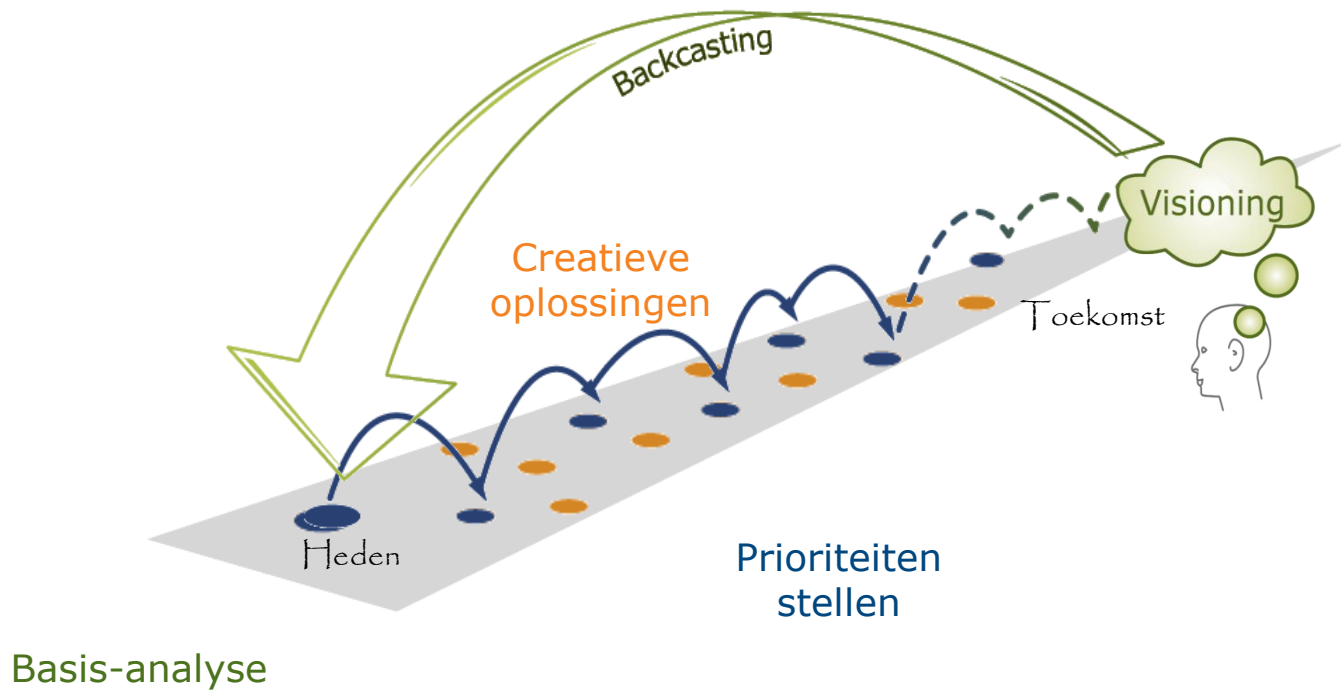 Backcasting
Visioning
Creatieve
oplossingen
Toekomst
Heden
Prioriteiten
stellen
Basis-analyse